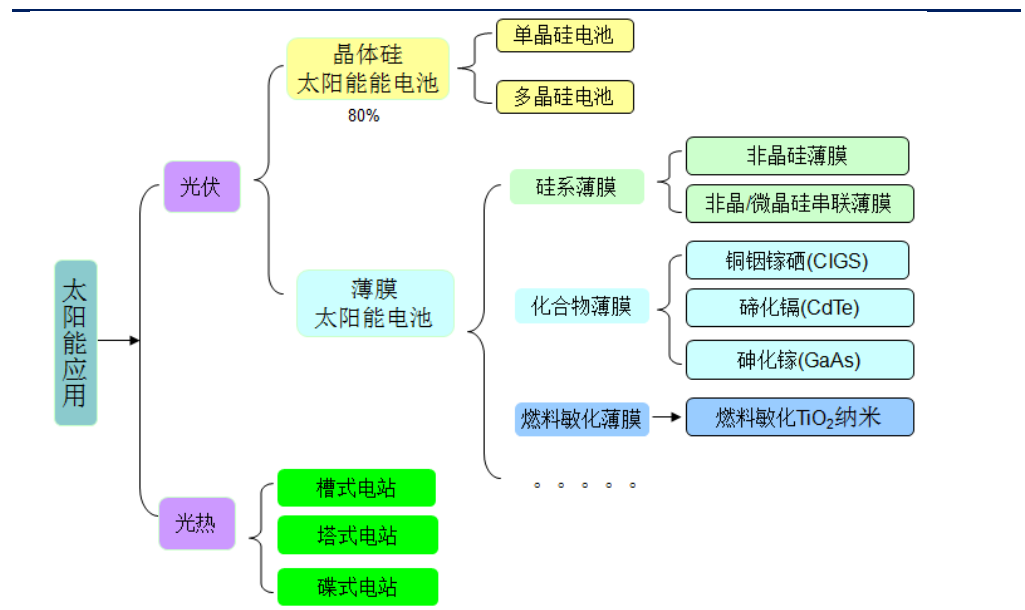 太阳能应用
光伏
晶体硅
太阳能能电池
80%
单晶硅电池
多晶硅电池
薄膜
太阳能电池
硅系薄膜
非晶硅薄膜
非晶/微晶硅串联薄膜
化合物薄膜
铜铟镓硒(CIGS)
碲化镉(CdTe)
砷化镓(GaAs)
燃料敏化薄膜
燃料敏化TiO₂纳米
。。。。。
光热
槽式电站
塔式电站
碟式电站